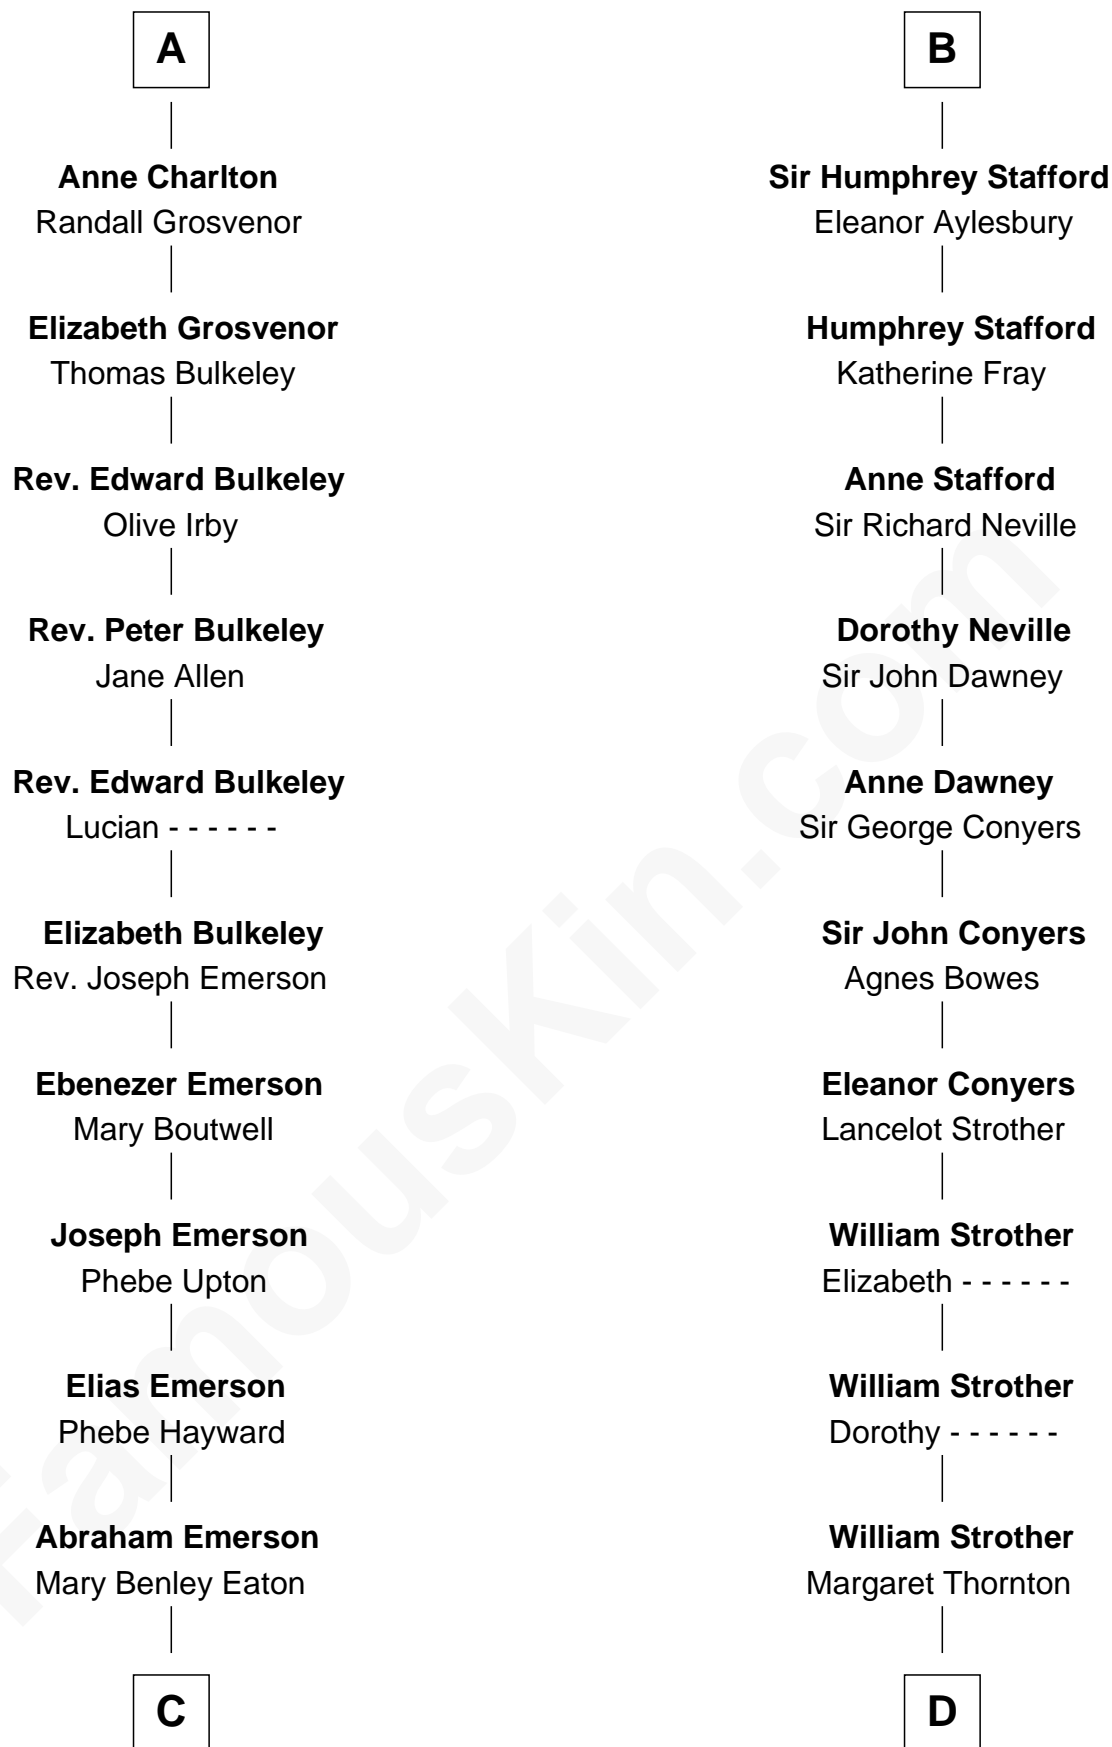 A
Anne Charlton
Randall Grosvenor
Elizabeth Grosvenor
Thomas Bulkeley
Rev. Edward Bulkeley
Olive Irby
Rev. Peter Bulkeley
Jane Allen
Rev. Edward Bulkeley
Lucian - - - - - -
Elizabeth Bulkeley
Rev. Joseph Emerson
Ebenezer Emerson
Mary Boutwell
Joseph Emerson
Phebe Upton
Elias Emerson
Phebe Hayward
Abraham Emerson
Mary Benley Eaton
C
B
Sir Humphrey Stafford
Eleanor Aylesbury
Humphrey Stafford
Katherine Fray
Anne Stafford
Sir Richard Neville
Dorothy Neville
Sir John Dawney
Anne Dawney
Sir George Conyers
Sir John Conyers
Agnes Bowes
Eleanor Conyers
Lancelot Strother
William Strother
Elizabeth - - - - - -
William Strother
Dorothy - - - - - -
William Strother
Margaret Thornton
D
FamousKin.com